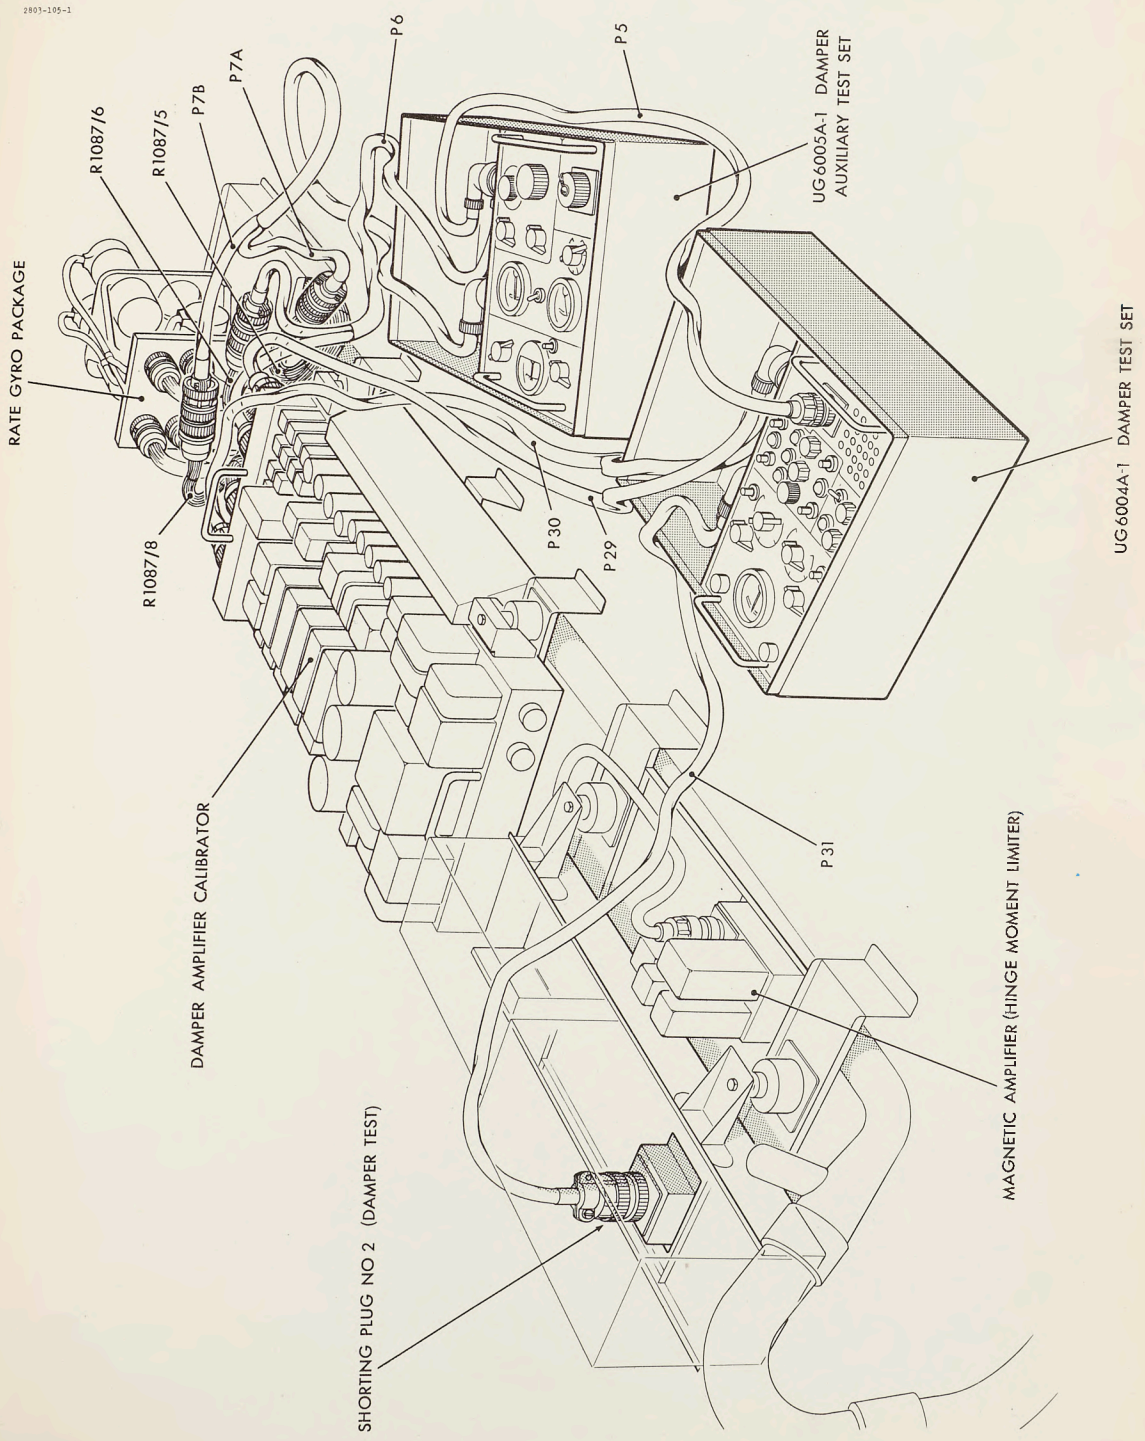 2803-105-1
RATE GYRO PACKAGE
R1087/6
R1087/5
P7B
P7A
P6
P5
R1087/8
UG6005A-1 DAMPER
AUXILIARY TEST SET
P30
P29
UG6004A-1 DAMPER TEST SET
DAMPER AMPLIFIER CALIBRATOR
P31
MAGNETIC AMPLIFIER (HINGE MOMENT LIMITER)
SHORTING PLUG NO 2 (DAMPER TEST)